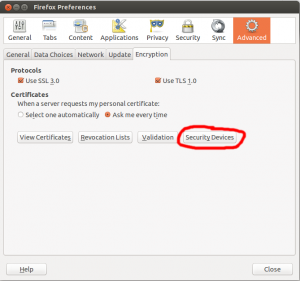 Firefox Preferences
General Tabs Content Applications Privacy Security Sync Advanced
General Data Choices Network Update Encryption
Protocols
Use SSL 3.0 Use TLS 1.0
Certificates
When a server requests my personal certificate:
Select one automatically Ask me every time
View Certificates Revocation Lists Validation Security Devices
Help Close